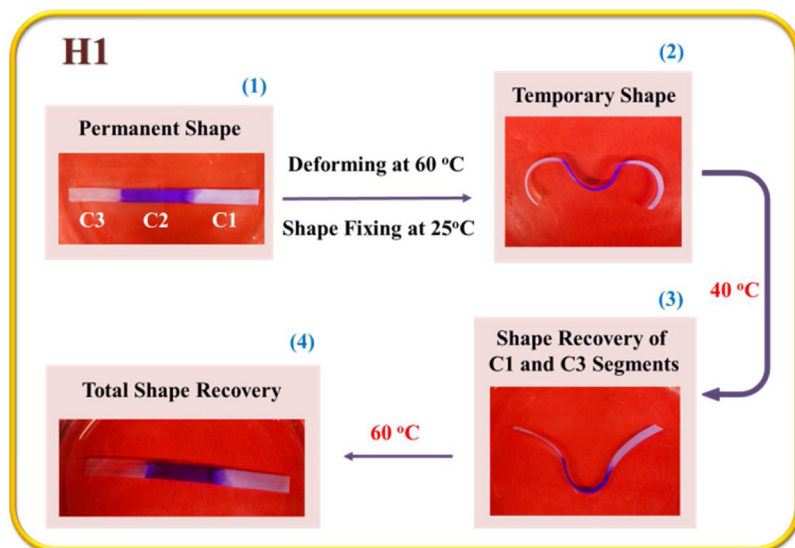 H1
(1)
Permanent Shape
C3 C2 C1
Deforming at 60 °C
Shape Fixing at 25°C
(2)
Temporary Shape
40 °C
(3)
Shape Recovery of
C1 and C3 Segments
60 °C
(4)
Total Shape Recovery